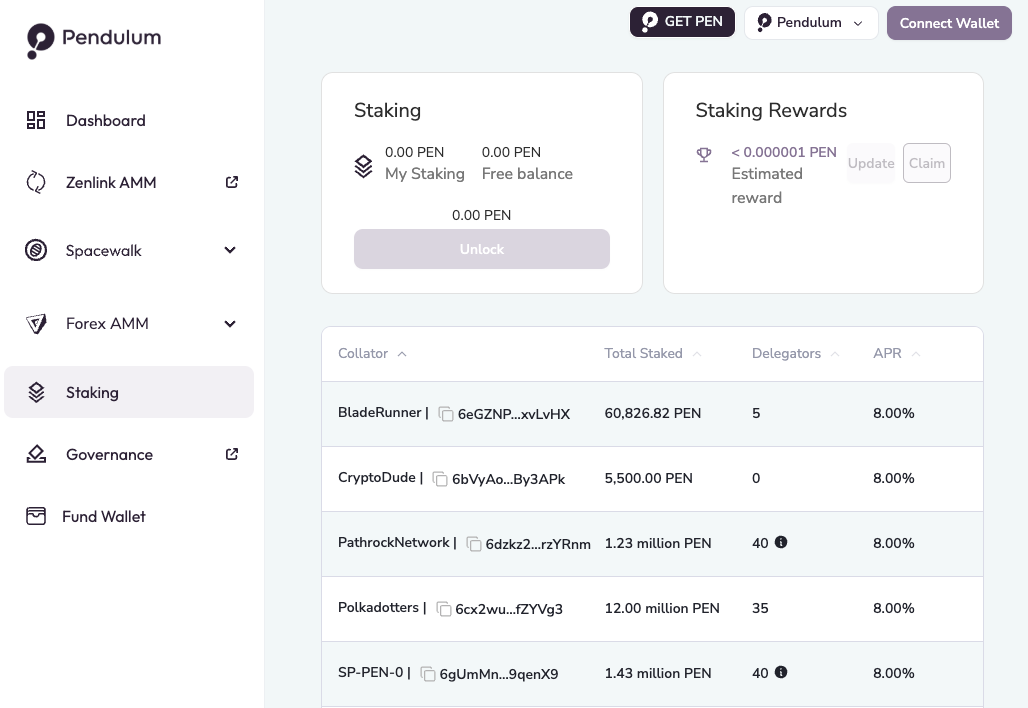 Pendulum
GET PEN
Pendulum
Connect Wallet
Dashboard
Zenlink AMM
Spacewalk
Forex AMM
Staking
Governance
Fund Wallet
Staking
0.00 PEN
My Staking
0.00 PEN
Free balance
0.00 PEN
Unlock
Staking Rewards
< 0.000001 PEN
Estimated
reward
Update
Claim
Collator Total Staked Delegators APR
BladeRunner | 6eGZNP...xvLvHX 60,826.82 PEN 5 8.00%
CryptoDude | 6bVyAo...By3APk 5,500.00 PEN 0 8.00%
PathrockNetwork | 6dzkz2...rzYRnm 1.23 million PEN 40 8.00%
Polkadotters | 6cx2wu...fZYVg3 12.00 million PEN 35 8.00%
SP-PEN-0 | 6gUmMn...9qenX9 1.43 million PEN 40 8.00%